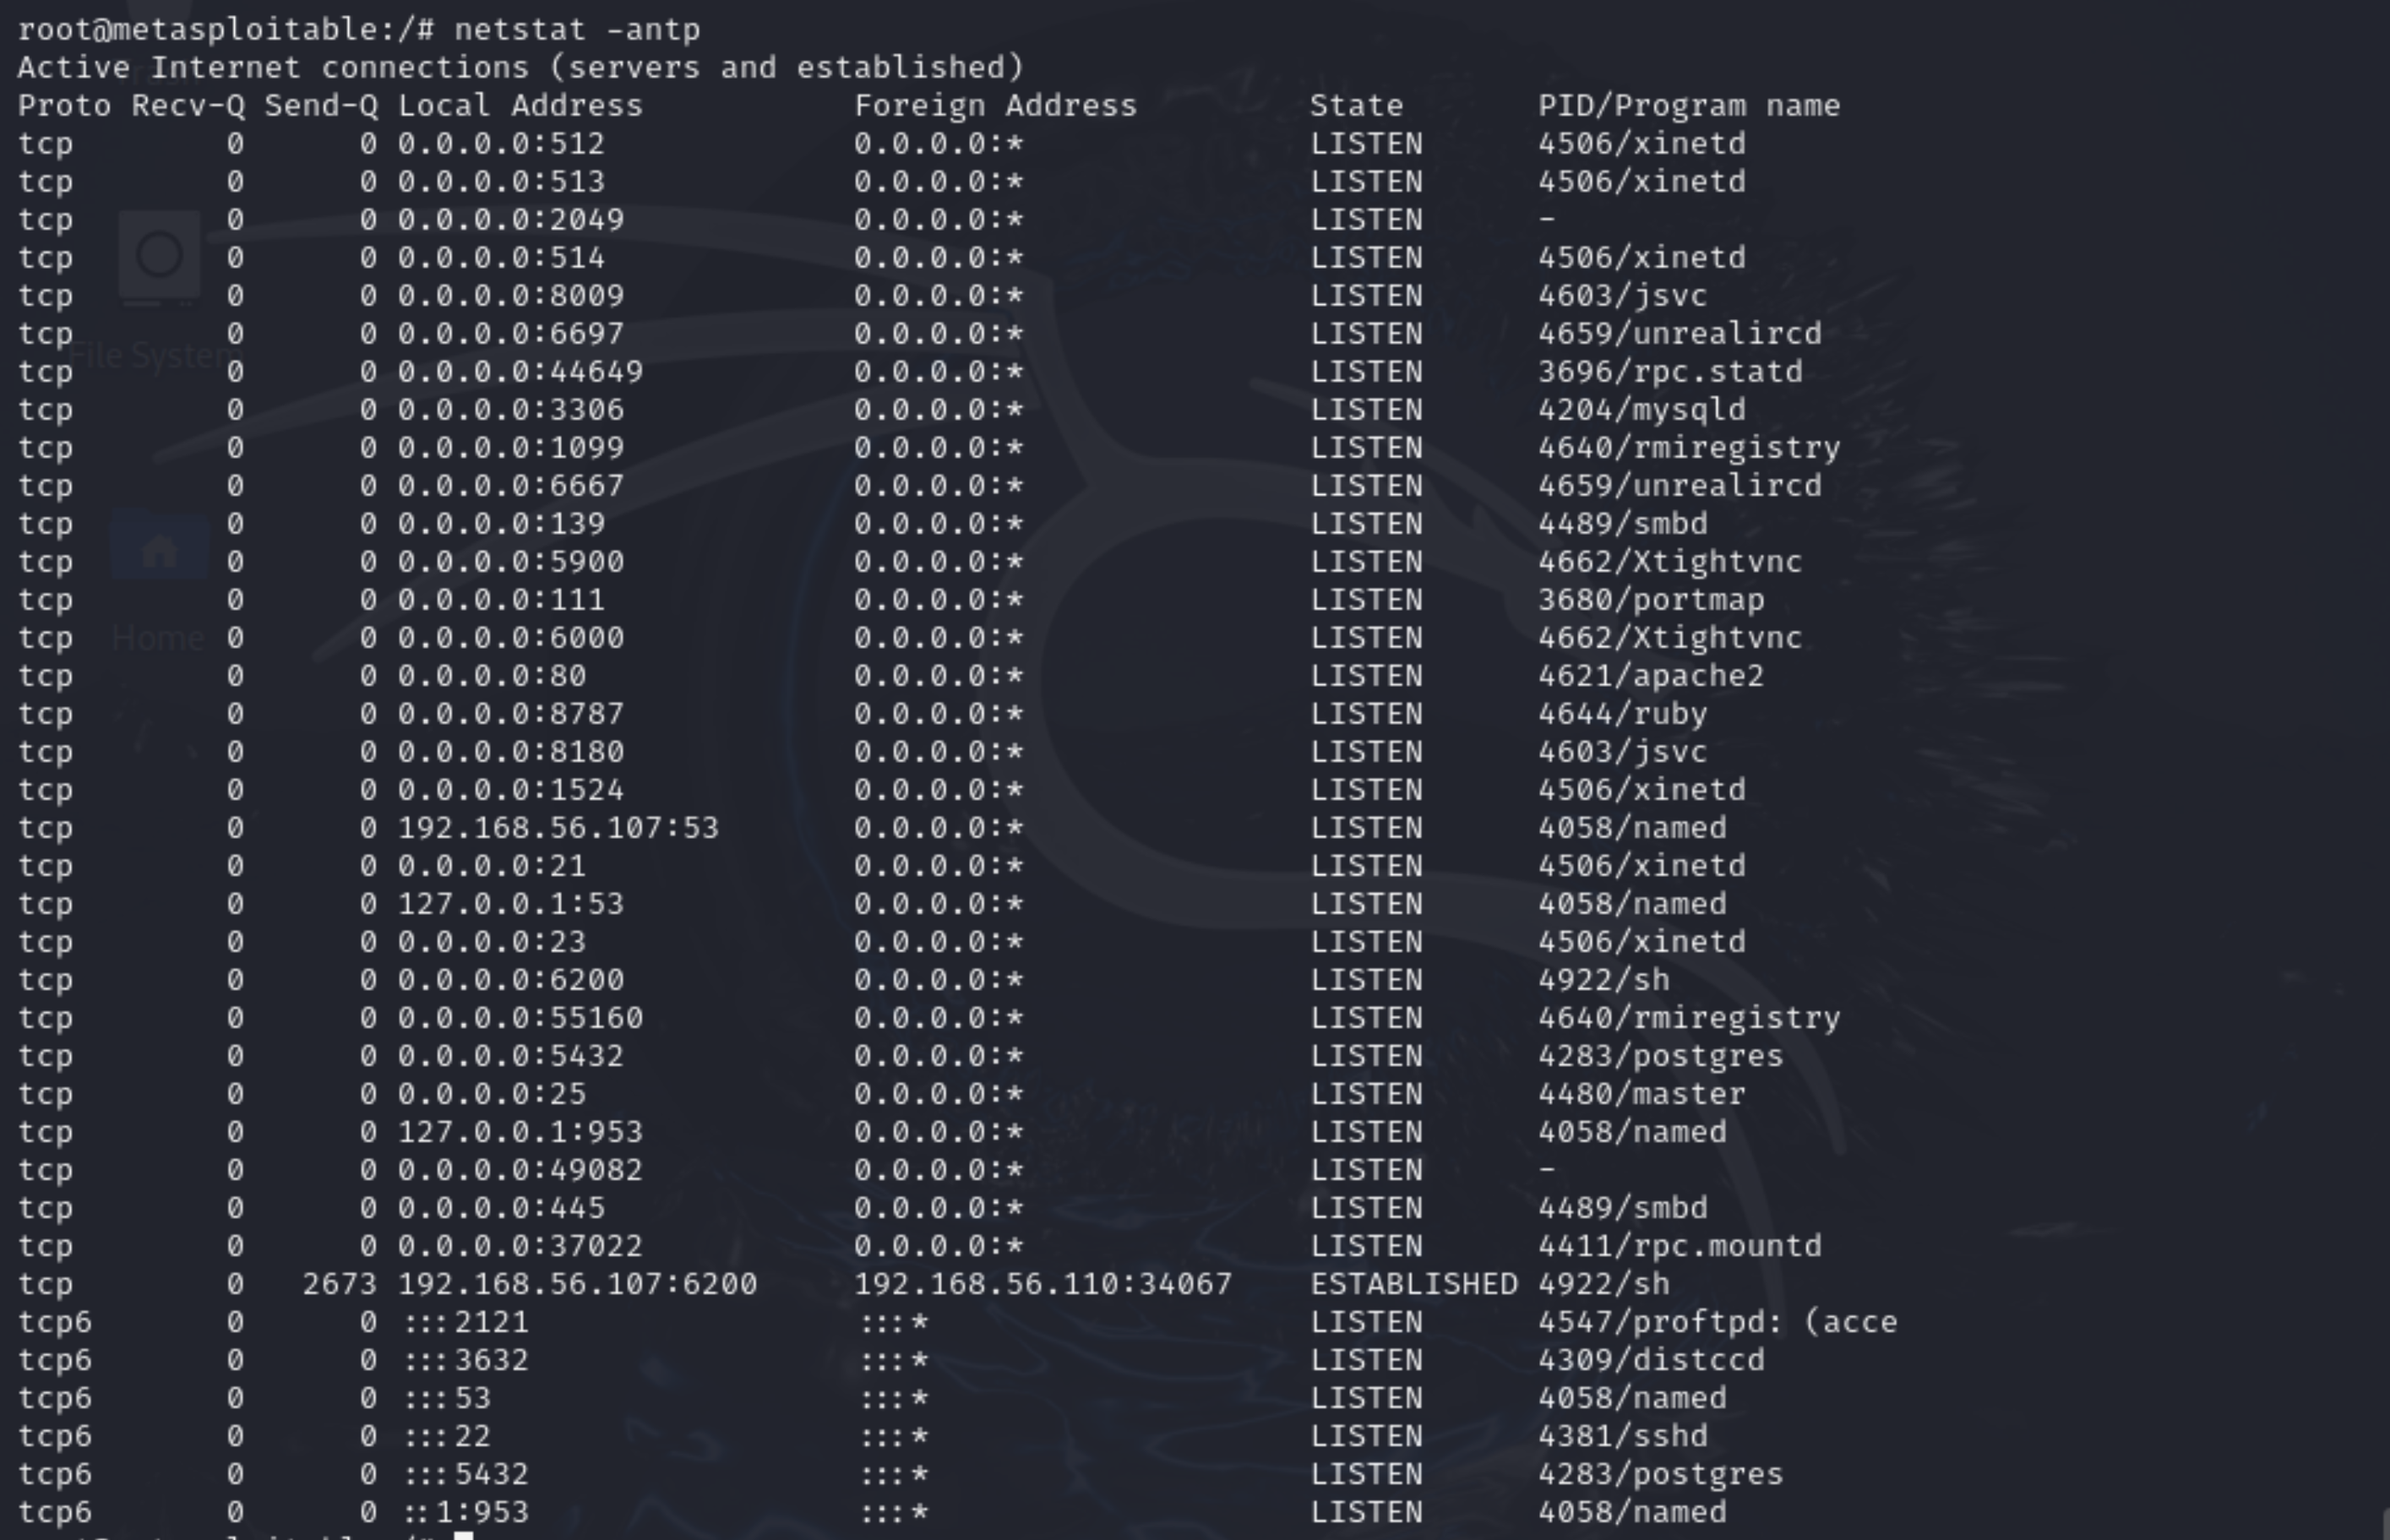 root@metasploitable:/# netstat -antp
Active Internet connections (servers and established)
Proto Recv-Q Send-Q Local Address           Foreign Address         State       PID/Program name
tcp        0      0 0.0.0.0:512             0.0.0.0:*               LISTEN      4506/xinetd
tcp        0      0 0.0.0.0:513             0.0.0.0:*               LISTEN      4506/xinetd
tcp        0      0 0.0.0.0:2049            0.0.0.0:*               LISTEN      -
tcp        0      0 0.0.0.0:514             0.0.0.0:*               LISTEN      4506/xinetd
tcp        0      0 0.0.0.0:8009            0.0.0.0:*               LISTEN      4603/jsvc
tcp        0      0 0.0.0.0:6697            0.0.0.0:*               LISTEN      4659/unrealircd
File System
tcp        0      0 0.0.0.0:44649           0.0.0.0:*               LISTEN      3696/rpc.statd
tcp        0      0 0.0.0.0:3306            0.0.0.0:*               LISTEN      4204/mysqld
tcp        0      0 0.0.0.0:1099            0.0.0.0:*               LISTEN      4640/rmiregistry
tcp        0      0 0.0.0.0:6667            0.0.0.0:*               LISTEN      4659/unrealircd
tcp        0      0 0.0.0.0:139             0.0.0.0:*               LISTEN      4489/smbd
tcp        0      0 0.0.0.0:5900            0.0.0.0:*               LISTEN      4662/Xtightvnc
tcp        0      0 0.0.0.0:111             0.0.0.0:*               LISTEN      3680/portmap
tcp        0      0 0.0.0.0:6000            0.0.0.0:*               LISTEN      4662/Xtightvnc
Home
tcp        0      0 0.0.0.0:80              0.0.0.0:*               LISTEN      4621/apache2
tcp        0      0 0.0.0.0:8787            0.0.0.0:*               LISTEN      4644/ruby
tcp        0      0 0.0.0.0:8180            0.0.0.0:*               LISTEN      4603/jsvc
tcp        0      0 0.0.0.0:1524            0.0.0.0:*               LISTEN      4506/xinetd
tcp        0      0 192.168.56.107:53       0.0.0.0:*               LISTEN      4058/named
tcp        0      0 0.0.0.0:21              0.0.0.0:*               LISTEN      4506/xinetd
tcp        0      0 127.0.0.1:53            0.0.0.0:*               LISTEN      4058/named
tcp        0      0 0.0.0.0:23              0.0.0.0:*               LISTEN      4506/xinetd
tcp        0      0 0.0.0.0:6200            0.0.0.0:*               LISTEN      4922/sh
tcp        0      0 0.0.0.0:55160           0.0.0.0:*               LISTEN      4640/rmiregistry
tcp        0      0 0.0.0.0:5432            0.0.0.0:*               LISTEN      4283/postgres
tcp        0      0 0.0.0.0:25              0.0.0.0:*               LISTEN      4480/master
tcp        0      0 127.0.0.1:953           0.0.0.0:*               LISTEN      4058/named
tcp        0      0 0.0.0.0:49082           0.0.0.0:*               LISTEN      -
tcp        0      0 0.0.0.0:445             0.0.0.0:*               LISTEN      4489/smbd
tcp        0      0 0.0.0.0:37022           0.0.0.0:*               LISTEN      4411/rpc.mountd
tcp        0   2673 192.168.56.107:6200     192.168.56.110:34067    ESTABLISHED 4922/sh
tcp6       0      0 :::2121                 :::*                    LISTEN      4547/proftpd: (acce
tcp6       0      0 :::3632                 :::*                    LISTEN      4309/distccd
tcp6       0      0 :::53                   :::*                    LISTEN      4058/named
tcp6       0      0 :::22                   :::*                    LISTEN      4381/sshd
tcp6       0      0 :::5432                 :::*                    LISTEN      4283/postgres
tcp6       0      0 ::1:953                 :::*                    LISTEN      4058/named